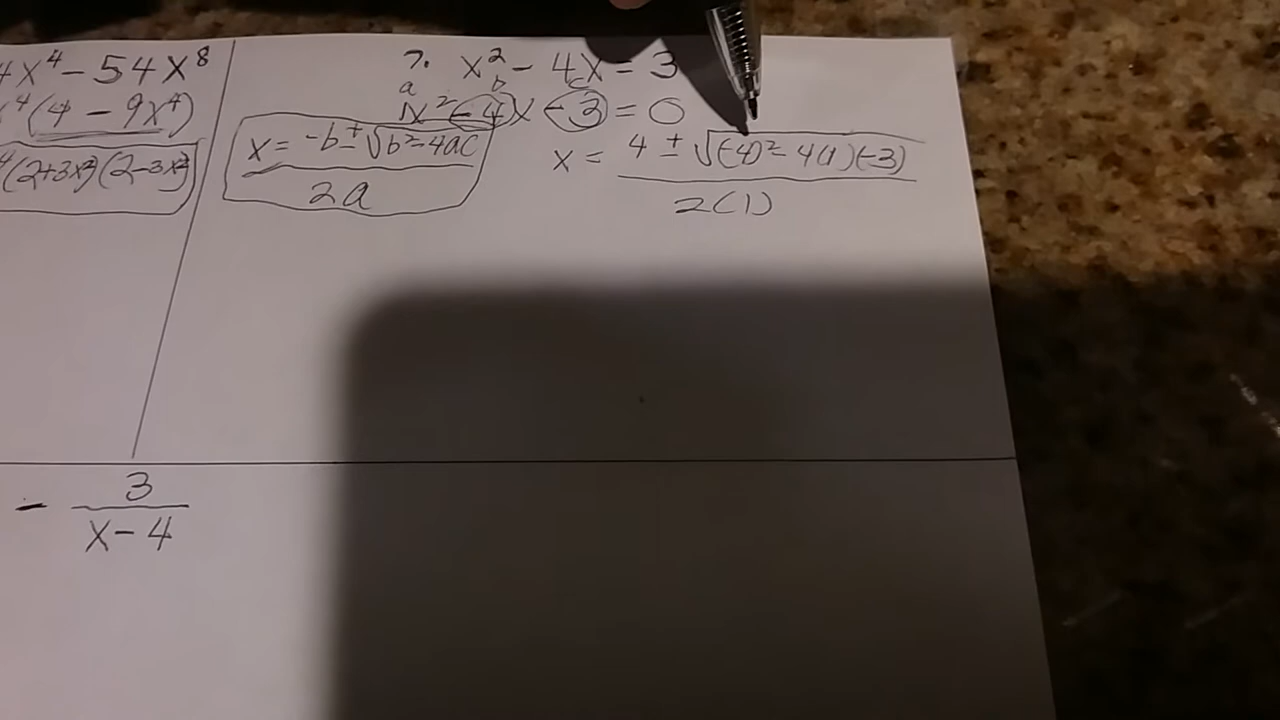 4x⁴ - 54x⁸
⁴(4 - 9x⁴)
⁴(2+3x²)(2-3x²)
7. x² - 4x = 3
a b c
1x² - 4x - 3 = 0
x = -b ± √b² - 4ac
2a
x = 4 ± √(-4)² - 4(1)(-3)
2(1)
- 3
x - 4